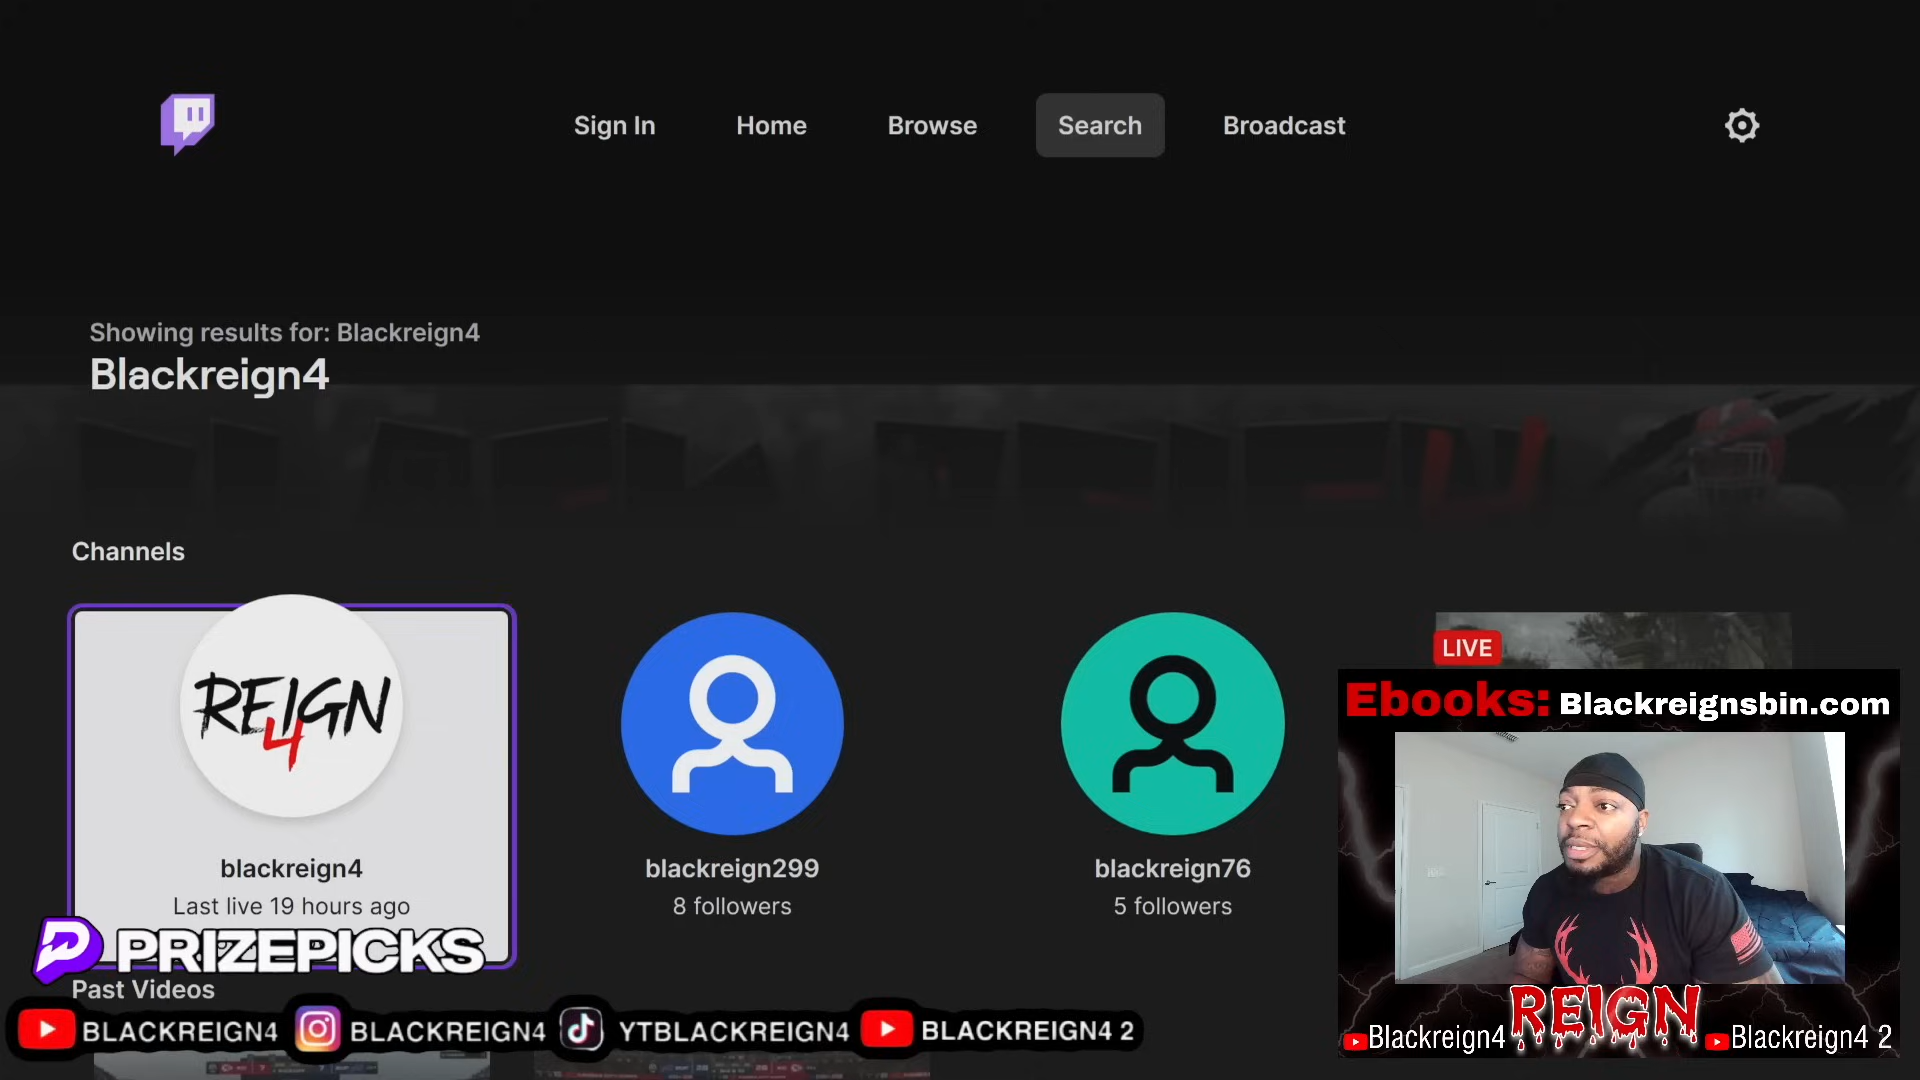 Sign In
Home
Browse
Search
Broadcast
Showing results for: Blackreign4
Blackreign4
Channels
LIVE
REIGN
4
blackreign4
Last live 19 hours ago
blackreign299
8 followers
blackreign76
5 followers
Ebooks: Blackreignsbin.com
PRIZEPICKS
Past Videos
BLACKREIGN4
BLACKREIGN4
YTBLACKREIGN4
BLACKREIGN4 2
Blackreign4
REIGN
Blackreign4 2